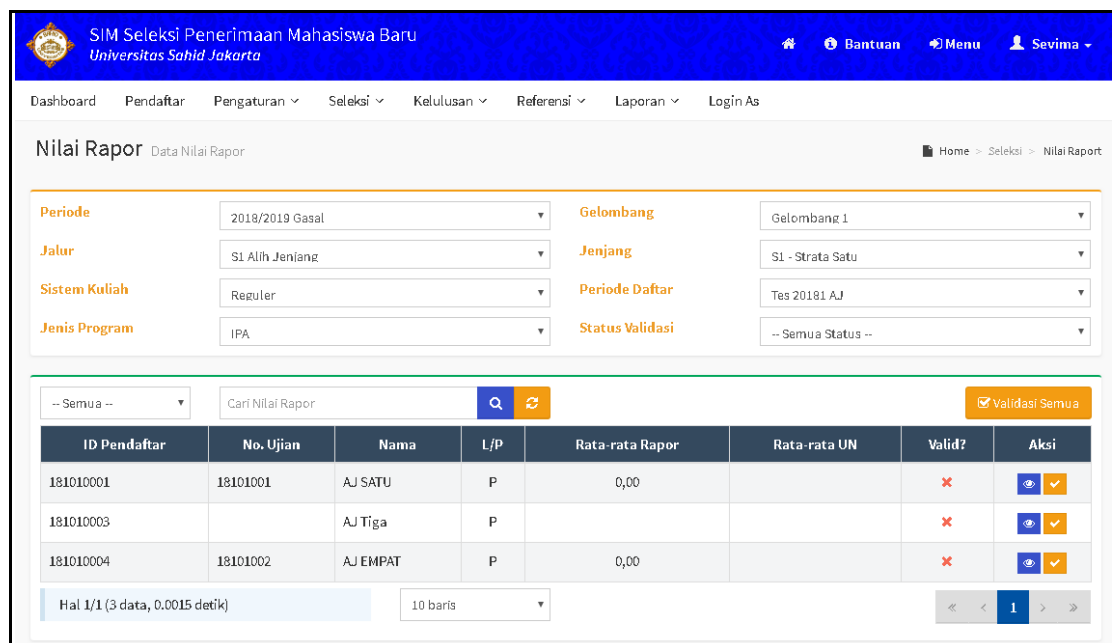 SIM Seleksi Penerimaan Mahasiswa Baru
Universitas Sahid Jakarta
Bantuan Menu Sevima
Dashboard Pendaftar Pengaturan Seleksi Kelulusan Referensi Laporan Login As
Nilai Rapor Data Nilai Rapor
Home > Seleksi > Nilai Raport
Periode 2018/2019 Gasal Gelombang Gelombang 1
Jalur S1 Alih Jenjang Jenjang S1 - Strata Satu
Sistem Kuliah Reguler Periode Daftar Tes 20181 AJ
Jenis Program IPA Status Validasi -- Semua Status --
-- Semua -- Cari Nilai Rapor Validasi Semua
ID Pendaftar No. Ujian Nama L/P Rata-rata Rapor Rata-rata UN Valid? Aksi
181010001 18101001 AJ SATU P 0,00
181010003 AJ Tiga P
181010004 18101002 AJ EMPAT P 0,00
Hal 1/1 (3 data, 0.0015 detik) 10 baris « < 1 > »